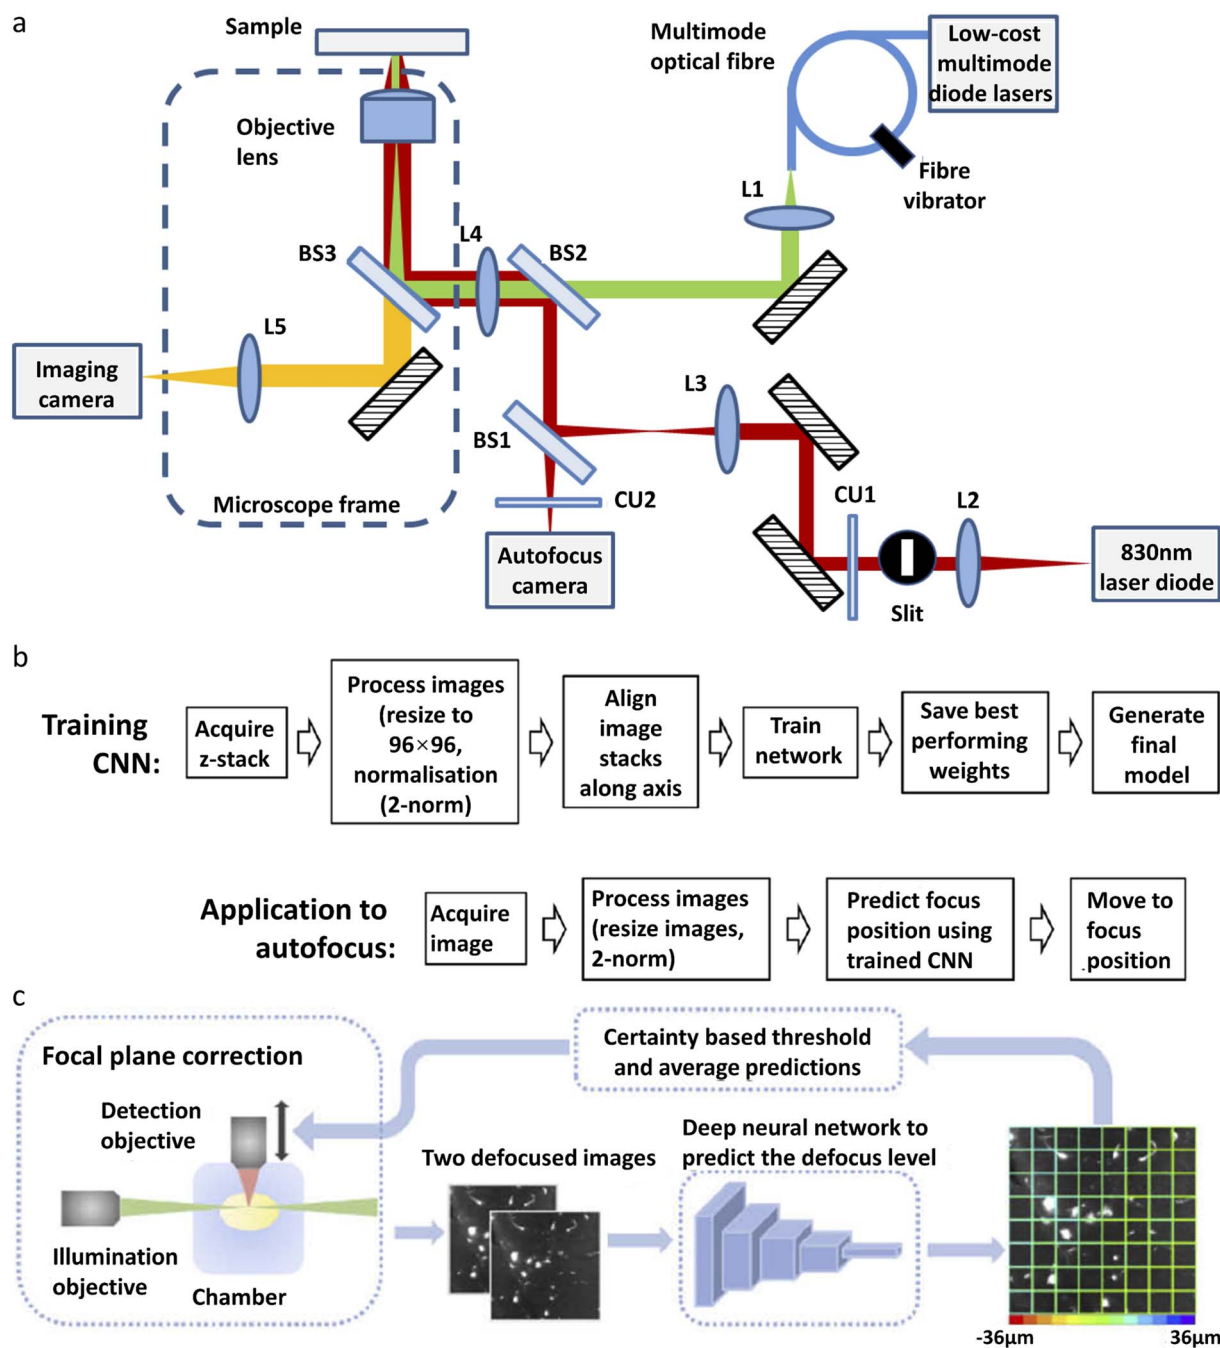 a
Sample
Multimode
optical fibre
Low-cost
multimode
diode lasers
Objective
lens
Fibre
vibrator
L1
BS3
L4
BS2
L5
Imaging
camera
L3
BS1
Microscope frame
CU2
CU1
L2
Autofocus
camera
Slit
830nm
laser diode
b
Training
CNN:
Acquire
z-stack
Process images
(resize to
96×96,
normalisation
(2-norm)
Align
image
stacks
along axis
Train
network
Save best
performing
weights
Generate
final
model
Application to
autofocus:
Acquire
image
Process images
(resize images,
2-norm)
Predict focus
position using
trained CNN
Move to
focus
position
c
Focal plane correction
Detection
objective
Illumination
objective
Chamber
Certainty based threshold
and average predictions
Two defocused images
Deep neural network to
predict the defocus level
-36μm
36μm